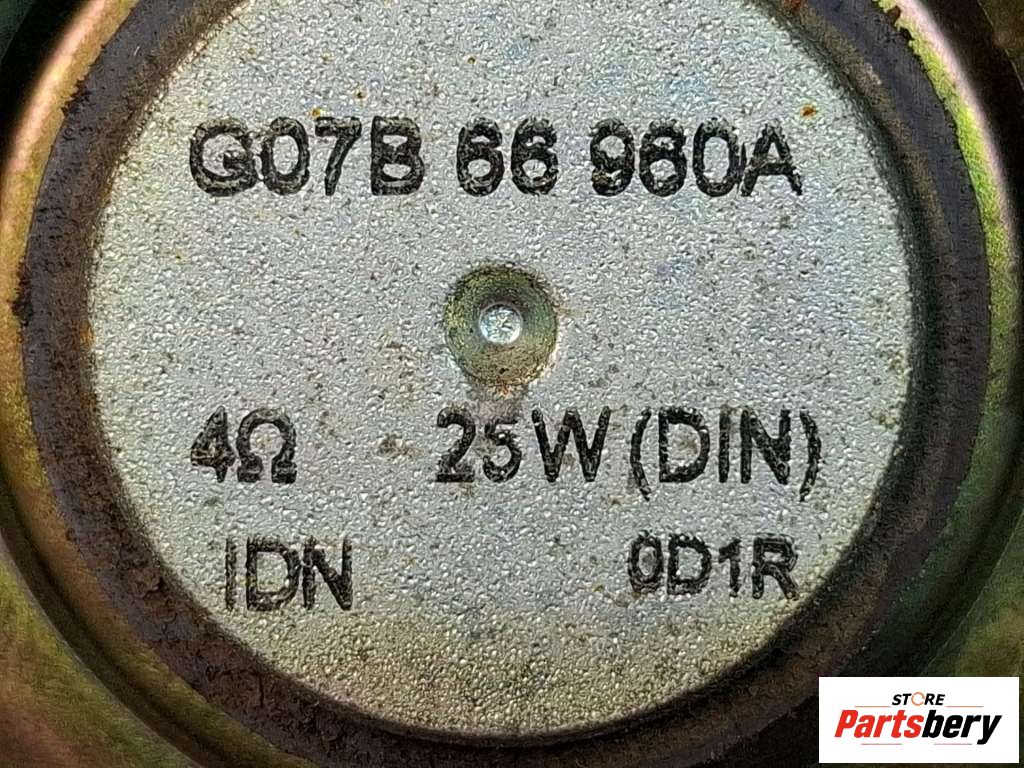 G07B 66 960A
4Ω 25W (DIN)
IDN 0D1R
STORE
Partsbery